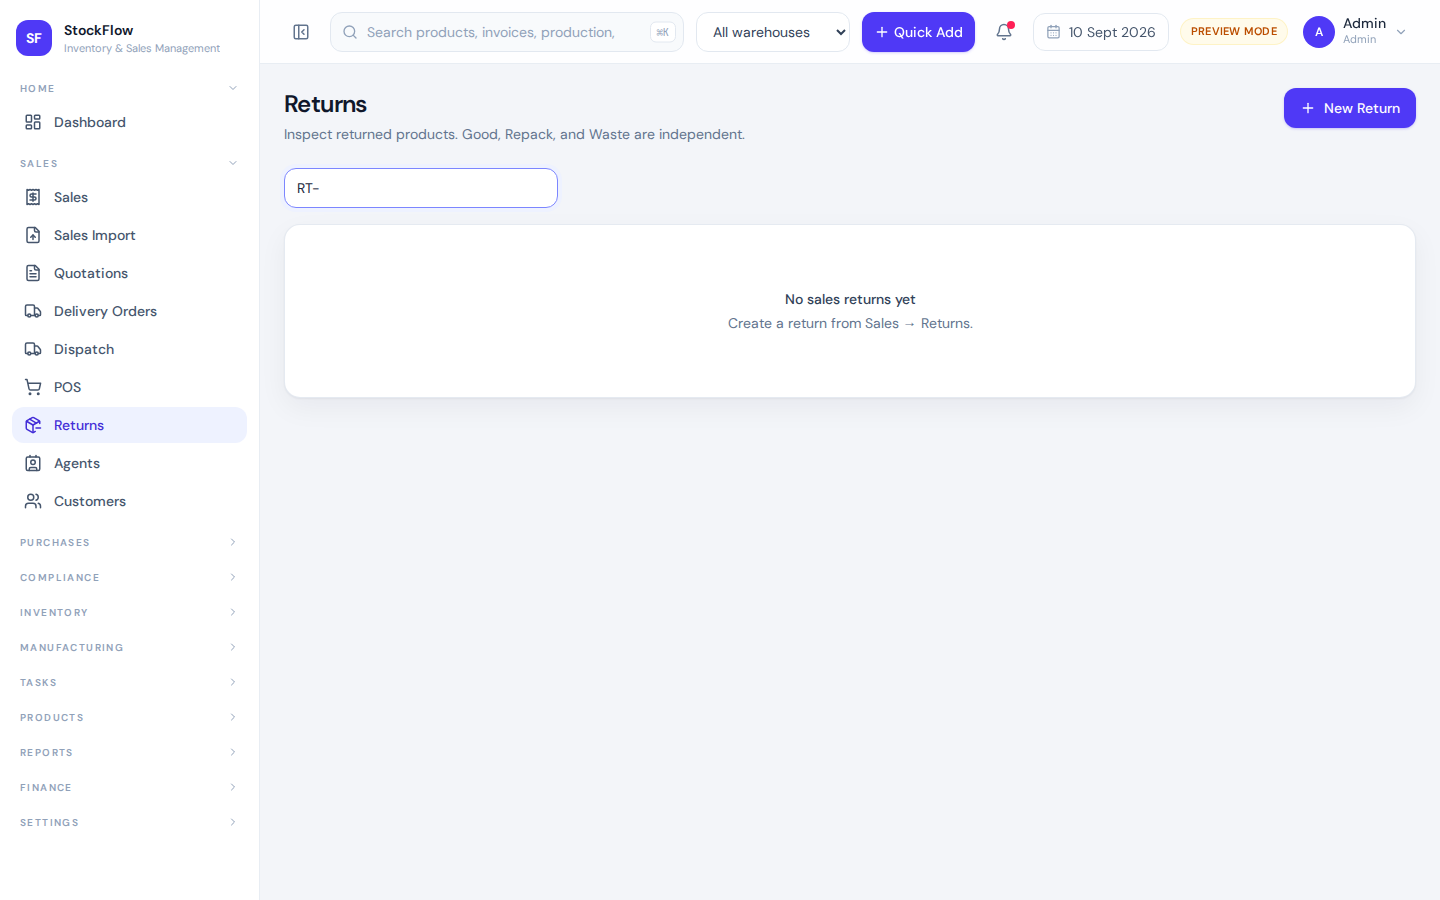 SF
StockFlow
Inventory & Sales Management
HOME
Dashboard
SALES
Sales
Sales Import
Quotations
Delivery Orders
Dispatch
POS
Returns
Agents
Customers
PURCHASES
COMPLIANCE
INVENTORY
MANUFACTURING
TASKS
PRODUCTS
REPORTS
FINANCE
SETTINGS
Search products, invoices, production,
⌘K
All warehouses
+ Quick Add
10 Sept 2026
PREVIEW MODE
A
Admin
Admin
Returns
Inspect returned products. Good, Repack, and Waste are independent.
+ New Return
RT-
No sales returns yet
Create a return from Sales → Returns.